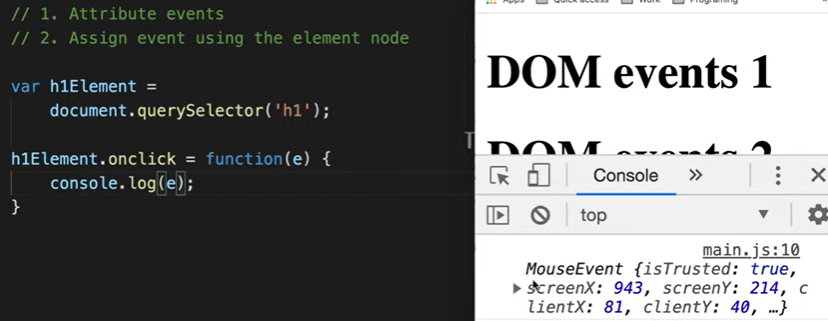 // 1. Attribute events
// 2. Assign event using the element node
var h1Element =
document.querySelector('h1');
h1Element.onclick = function(e) {
console.log(e);
}
Apps Quick access Work Programing
DOM events 1
DOM events 2
Console
top
main.js:10
MouseEvent {isTrusted: true,
screenX: 943, screenY: 214, c
lientX: 81, clientY: 40, …}